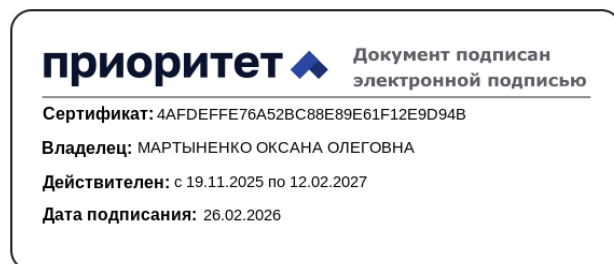 приоритет
Документ подписан
электронной подписью
Сертификат: 4AFDEFFE76A52BC88E89E61F12E9D94B
Владелец: МАРТЫНЕНКО ОКСАНА ОЛЕГОВНА
Действителен: с 19.11.2025 по 12.02.2027
Дата подписания: 26.02.2026